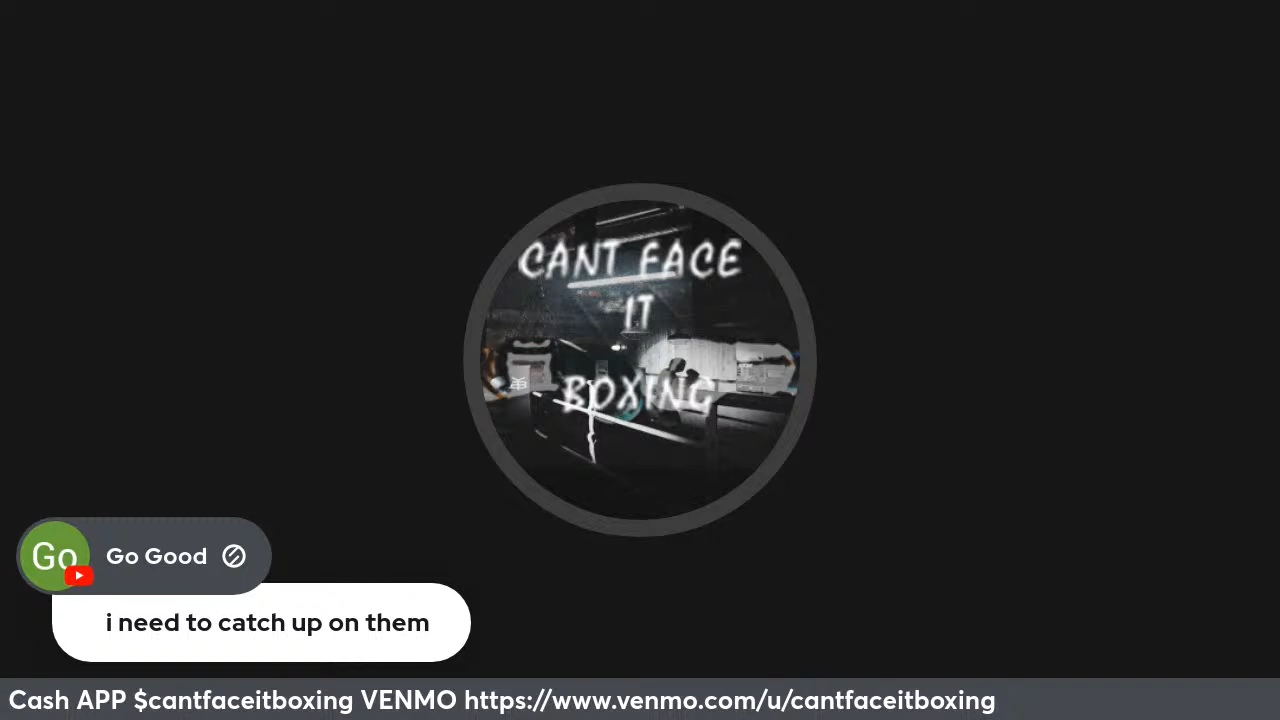 CANT FACE
IT
BOXING
Go
Go Good
i need to catch up on them
Cash APP $cantfaceitboxing VENMO https://www.venmo.com/u/cantfaceitboxing